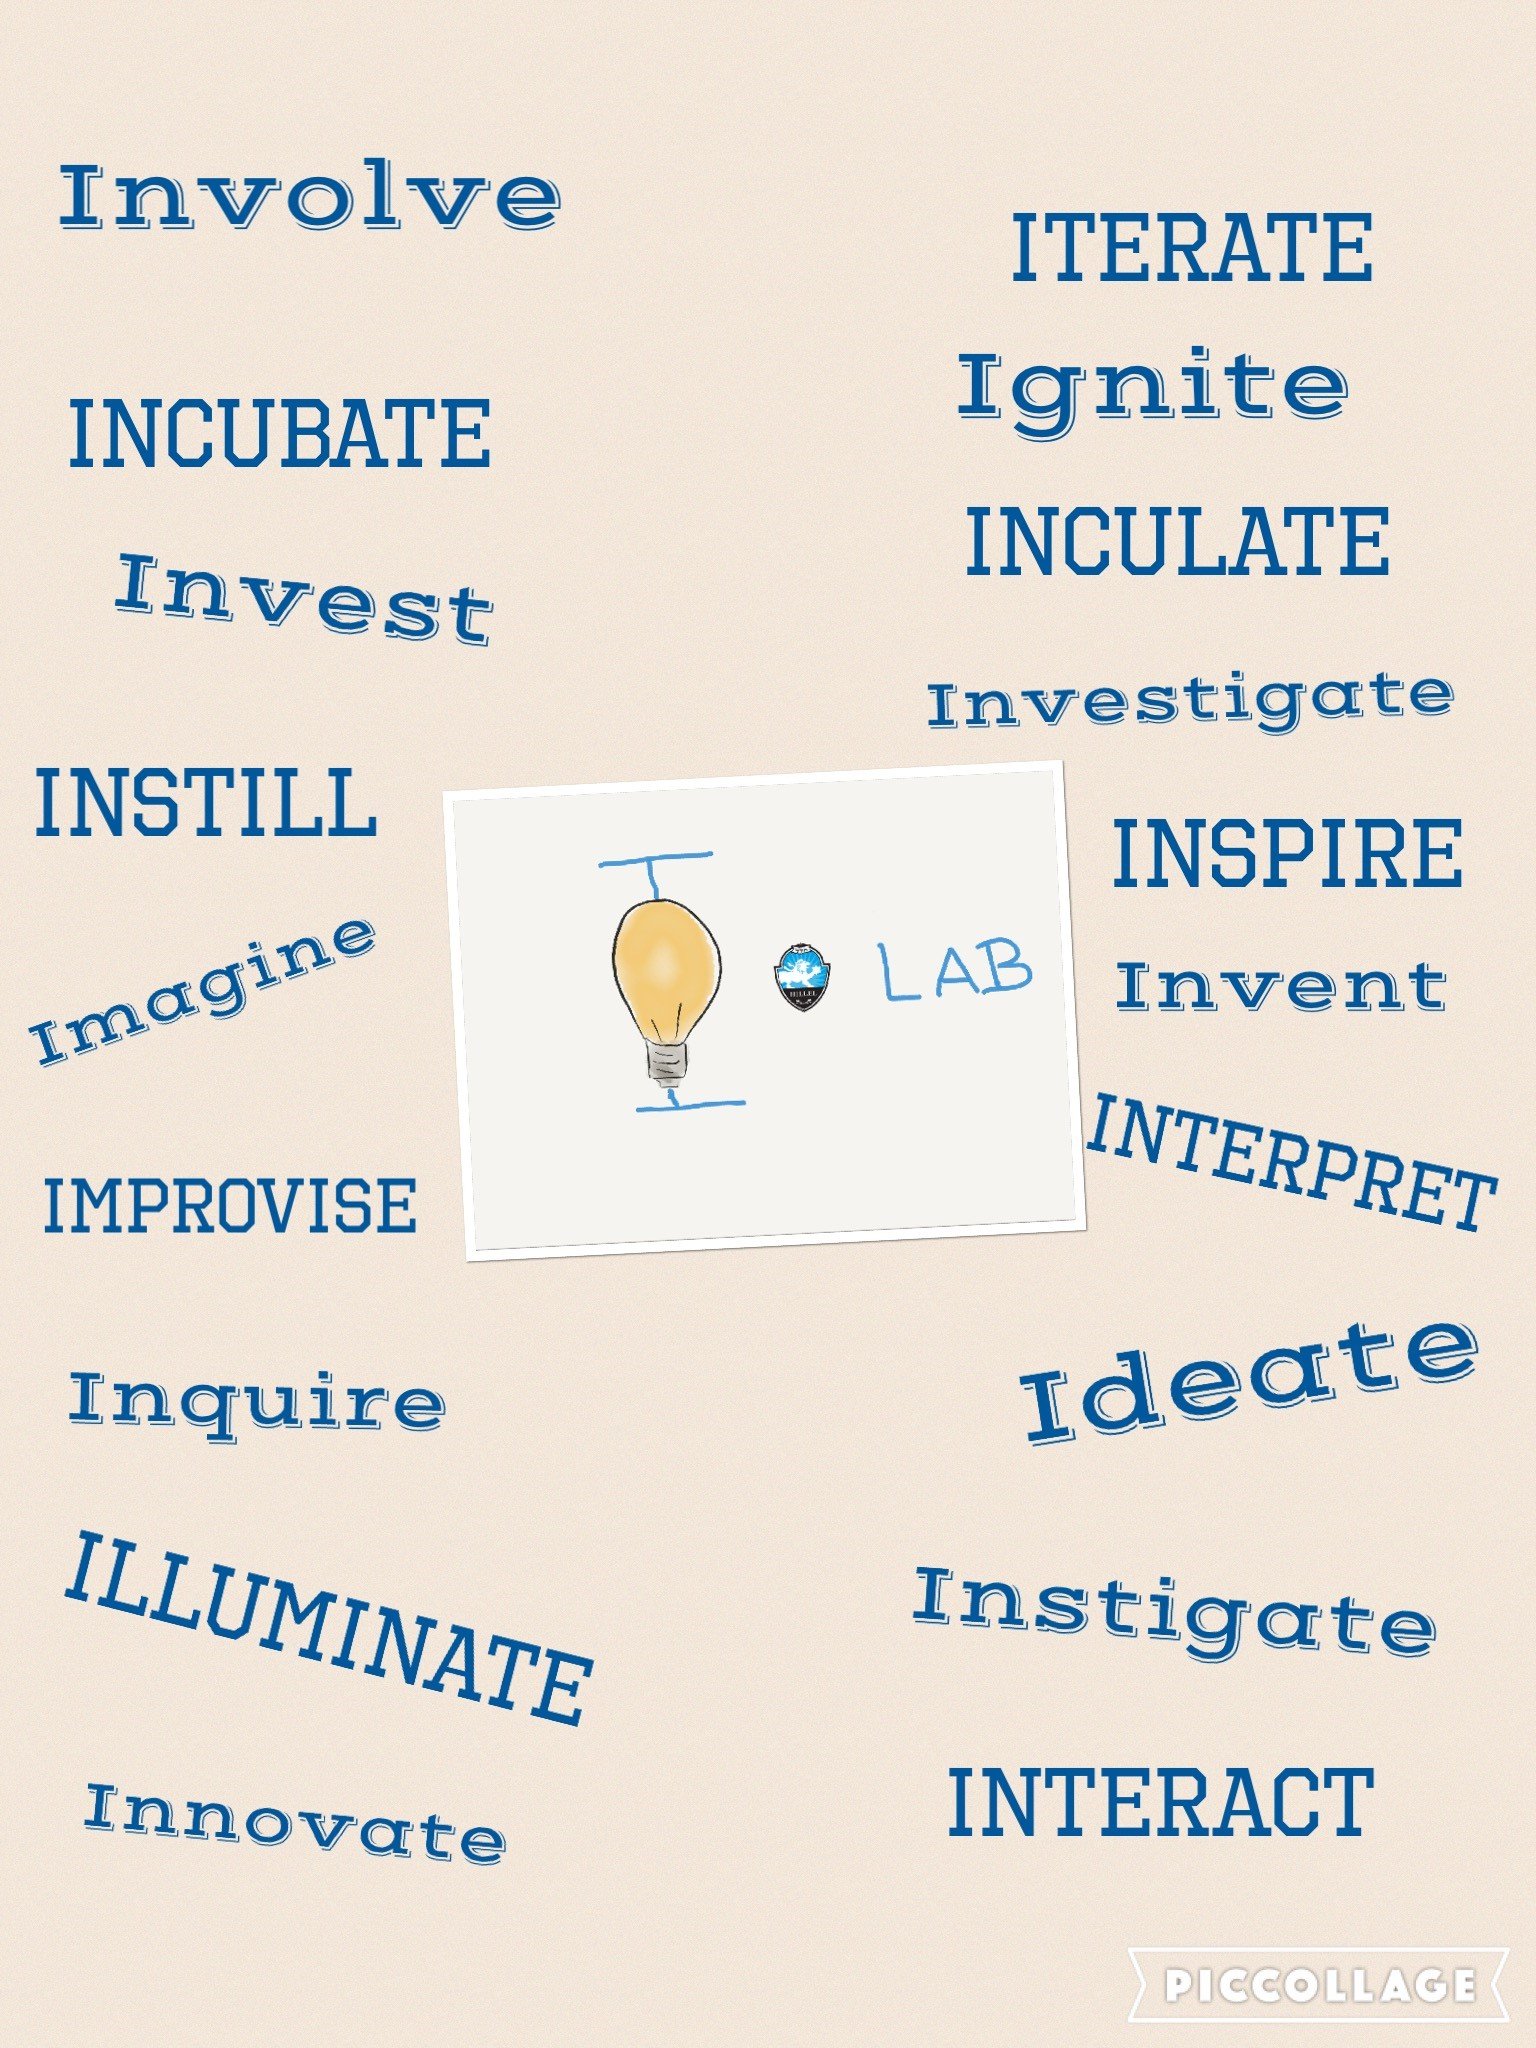 Involve
INCUBATE
Invest
INSTILL
Imagine
IMPROVISE
Inquire
ILLUMINATE
Innovate
HILLEL
LAB
ITERATE
Ignite
INCULATE
Investigate
INSPIRE
Invent
INTERPRET
Ideate
Instigate
INTERACT
PICCOLLAGE